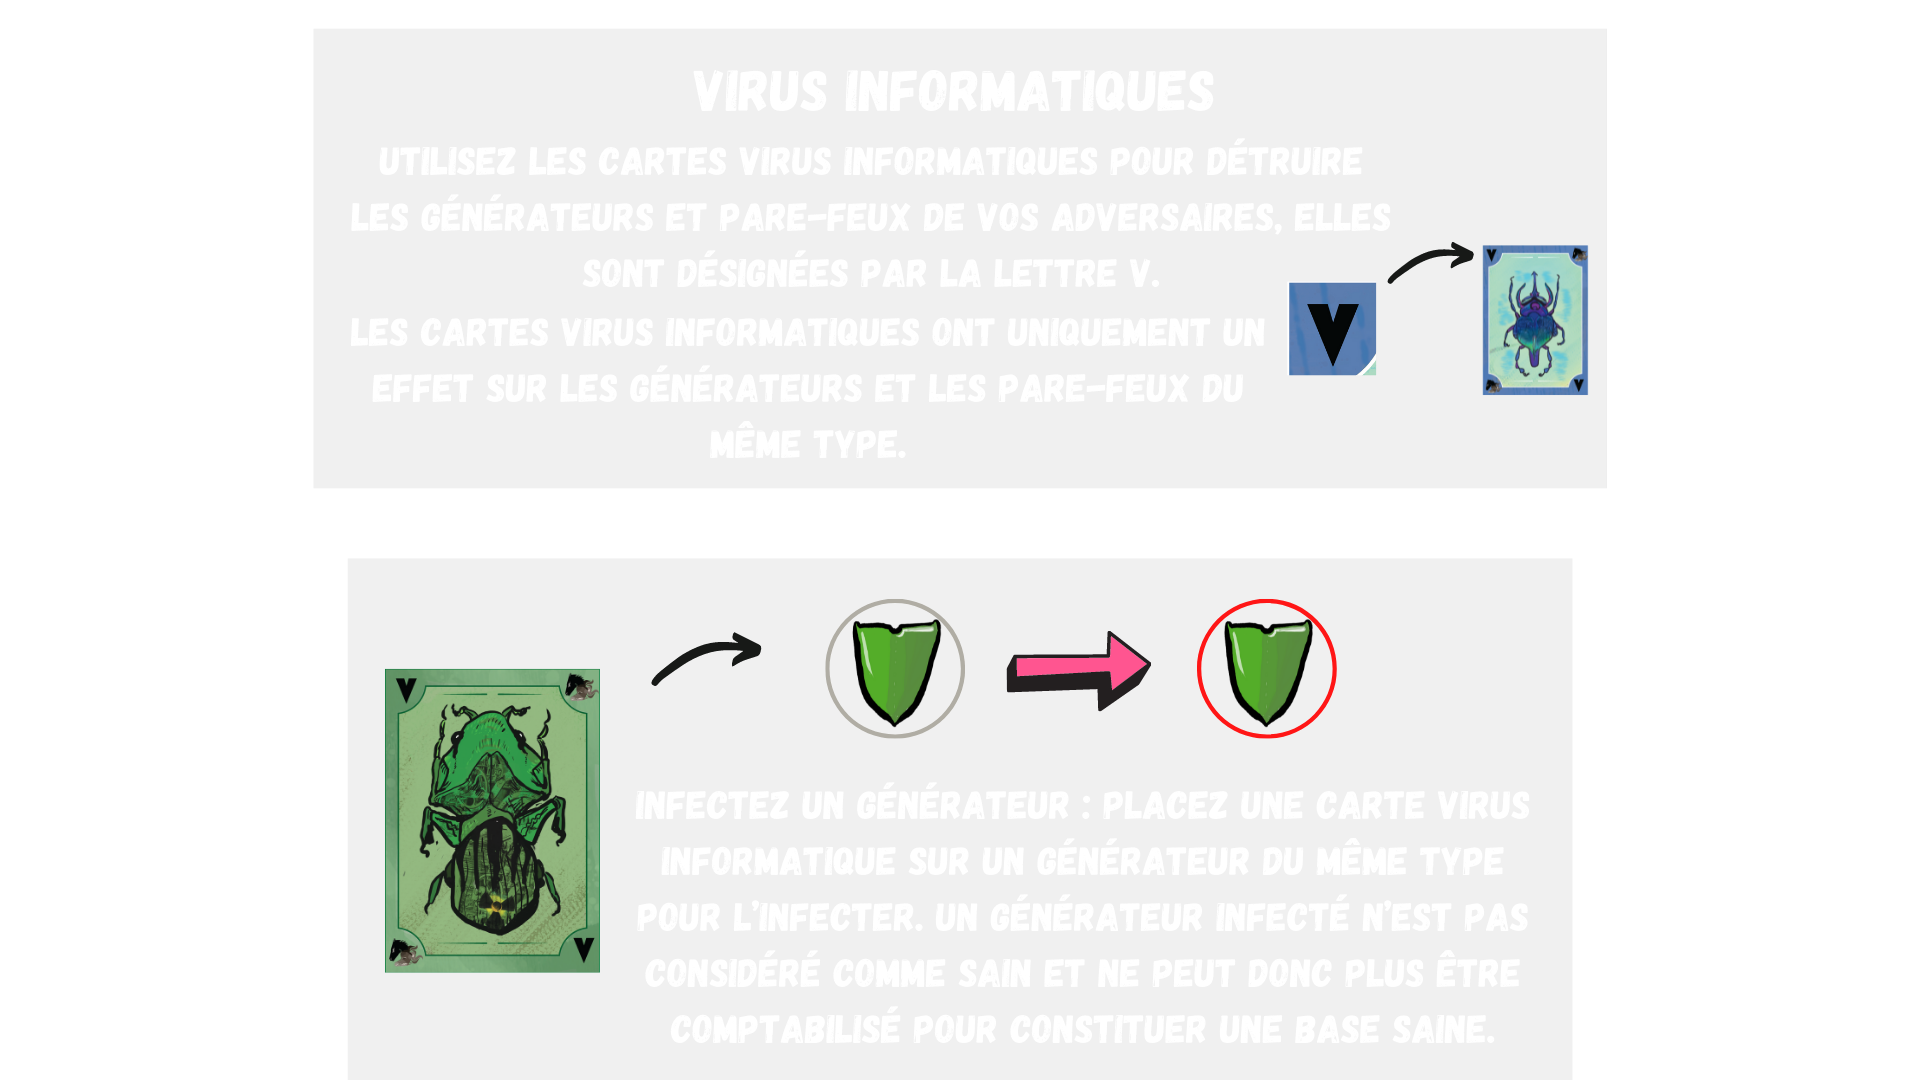 VIRUS INFORMATIQUES
UTILISEZ LES CARTES VIRUS INFORMATIQUES POUR DÉTRUIRE
LES GÉNÉRATEURS ET PARE-FEUX DE VOS ADVERSAIRES, ELLES
SONT DÉSIGNÉES PAR LA LETTRE V.
LES CARTES VIRUS INFORMATIQUES ONT UNIQUEMENT UN
EFFET SUR LES GÉNÉRATEURS ET LES PARE-FEUX DU
MÊME TYPE.
V
V
V
V
V
INFECTEZ UN GÉNÉRATEUR : PLACEZ UNE CARTE VIRUS
INFORMATIQUE SUR UN GÉNÉRATEUR DU MÊME TYPE
POUR L'INFECTER. UN GÉNÉRATEUR INFECTÉ N'EST PAS
CONSIDÉRÉ COMME SAIN ET NE PEUT DONC PLUS ÊTRE
COMPTABILISÉ POUR CONSTITUER UNE BASE SAINE.